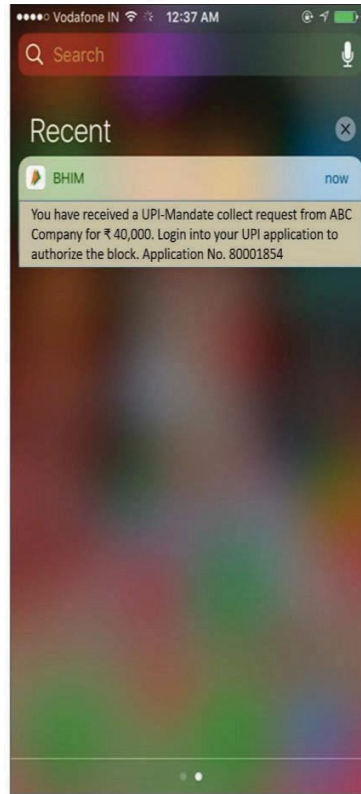 Vodafone IN 12:37 AM
Search
Recent
BHIM now
You have received a UPI-Mandate collect request from ABC
Company for ₹ 40,000. Login into your UPI application to
authorize the block. Application No. 80001854